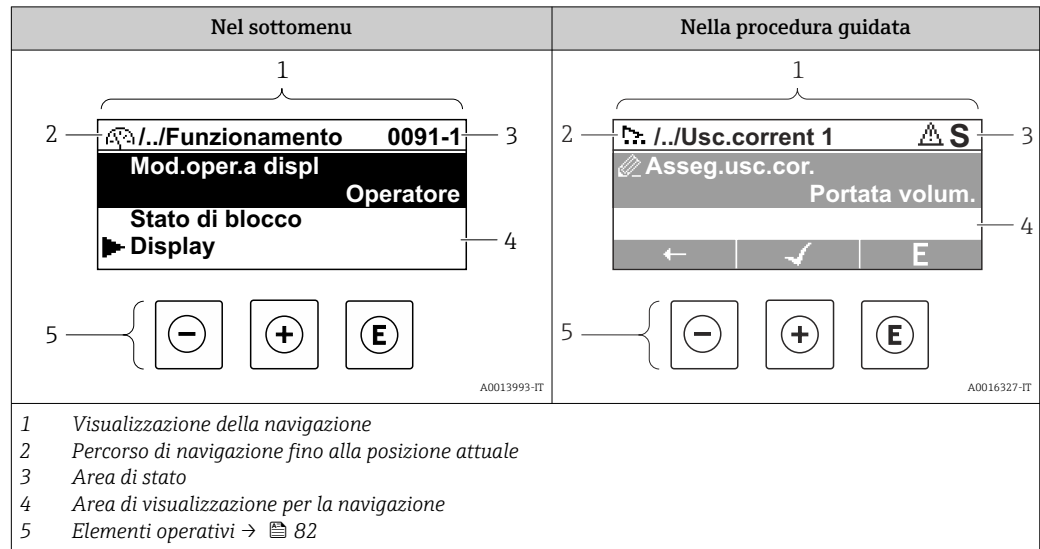 Nel sottomenu
Nella procedura guidata
1
2
/../Funzionamento 0091-1
3
Mod.oper.a displ
Operatore
Stato di blocco
Display
4
5
E
A0013993-IT
1
2
/../Usc.corrent 1 S
3
Asseg.usc.cor.
Portata volum.
4
← ✓ E
5
E
A0016327-IT
1 Visualizzazione della navigazione
2 Percorso di navigazione fino alla posizione attuale
3 Area di stato
4 Area di visualizzazione per la navigazione
5 Elementi operativi → 82